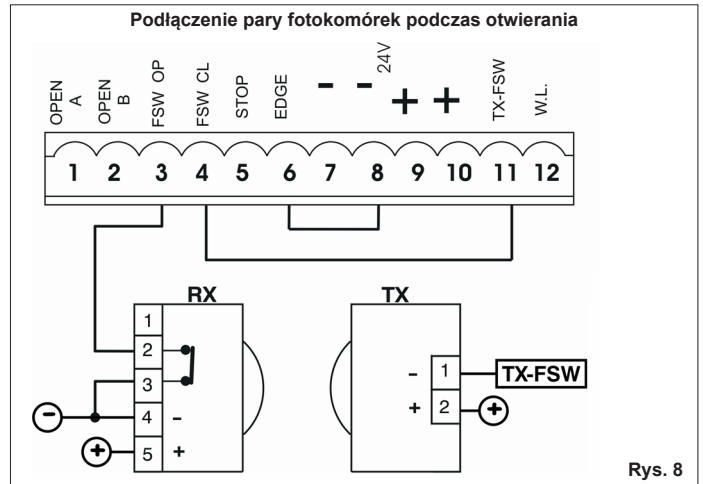 Podłączenie pary fotokomórek podczas otwierania
OPEN A
OPEN B
FSW OP
FSW CL
STOP
EDGE
-
-
24V
+
+
TX-FSW
W.L.
1 2 3 4 5 6 7 8 9 10 11 12
RX
1
2
3
4 -
5 +
-
+
TX
- 1
+ 2
TX-FSW
+
Rys. 8